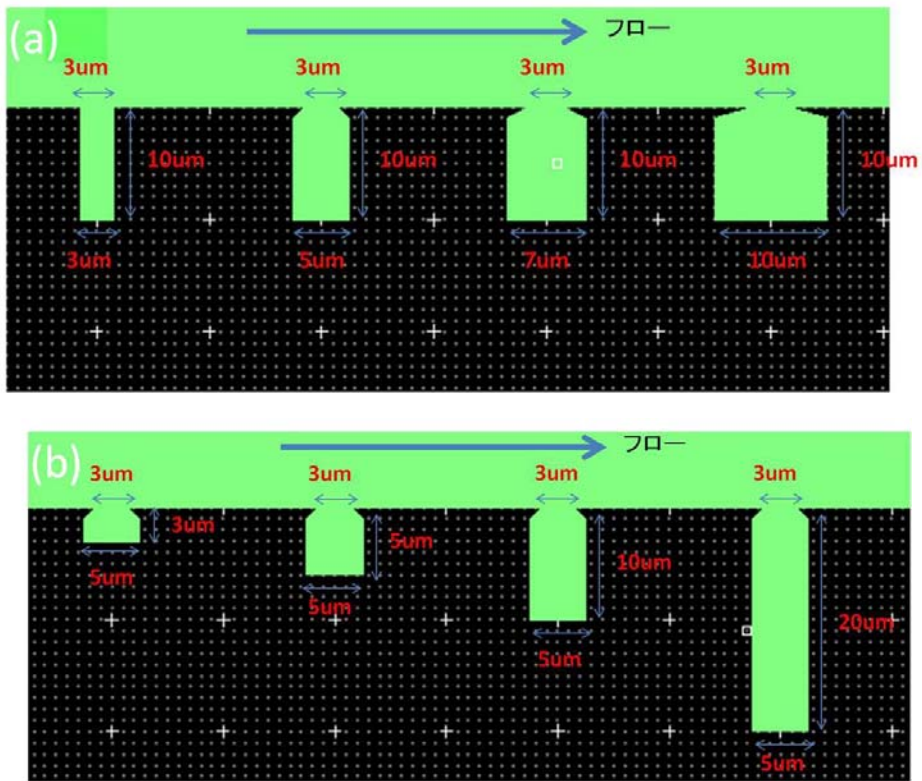 (a)
フロー
3um 3um 3um 3um
10um 10um 10um 10um
3um 5um 7um 10um
(b)
フロー
3um 3um 3um 3um
3um 5um 10um 20um
5um 5um 5um 5um